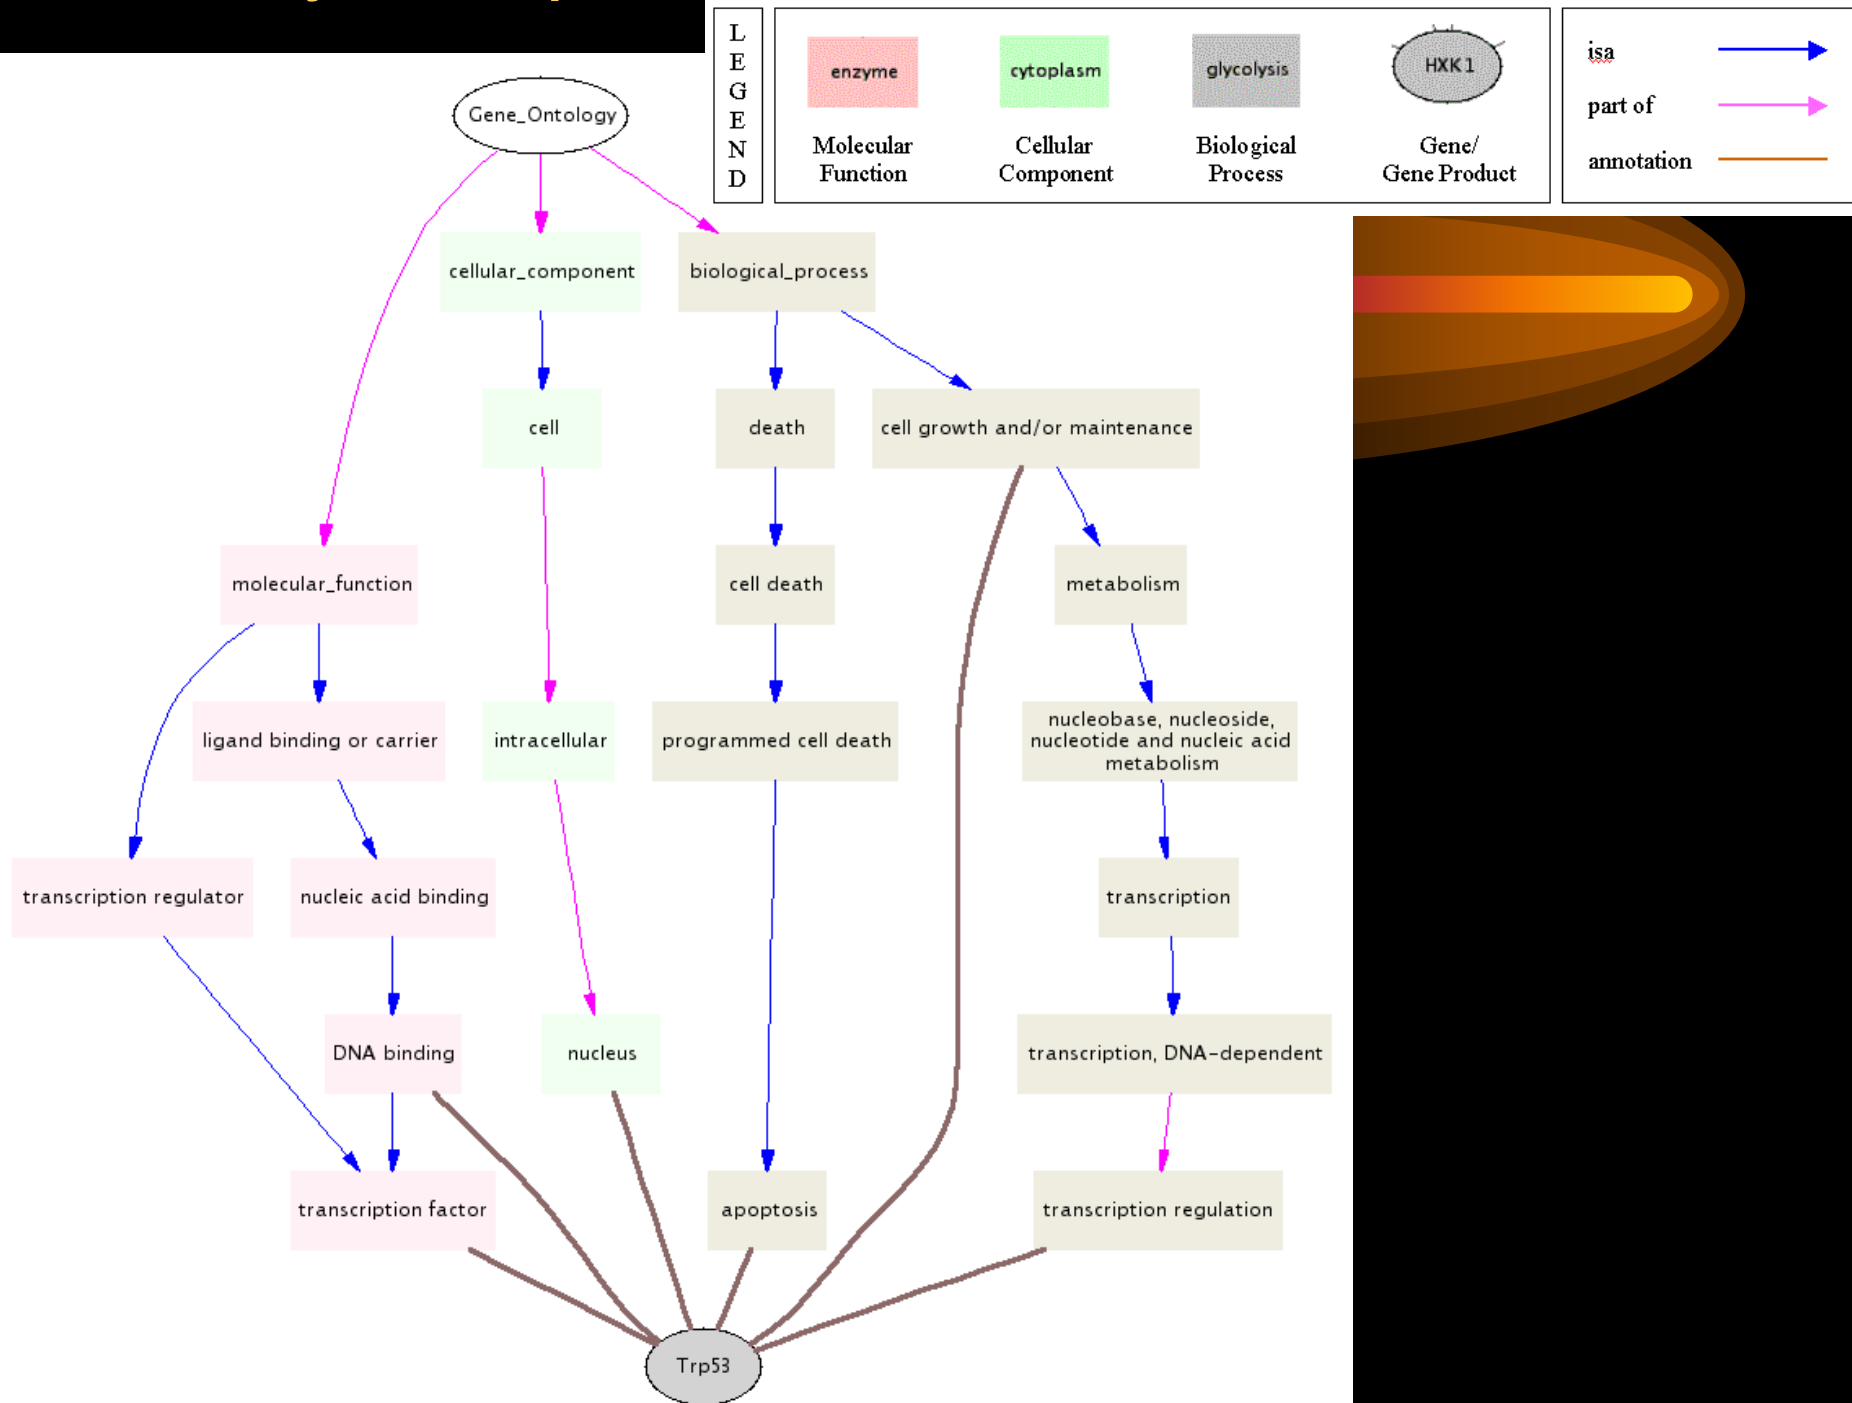 L
E
G
E
N
D
enzyme
cytoplasm
glycolysis
HXK1
Molecular
Function
Cellular
Component
Biological
Process
Gene/
Gene Product
isa
part of
annotation
Gene_Ontology
cellular_component
biological_process
cell
death
cell growth and/or maintenance
molecular_function
cell death
metabolism
ligand binding or carrier
intracellular
programmed cell death
nucleobase, nucleoside,
nucleotide and nucleic acid
metabolism
transcription regulator
nucleic acid binding
transcription
DNA binding
nucleus
transcription, DNA-dependent
transcription factor
apoptosis
transcription regulation
Trp53